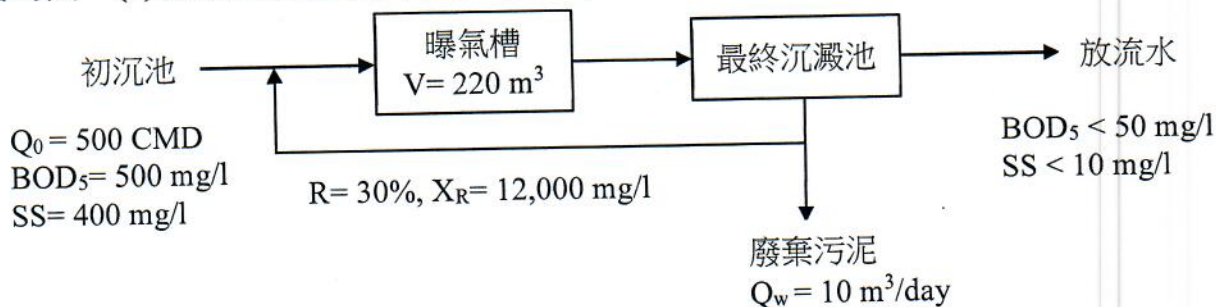 初沉池
Q₀ = 500 CMD
BOD₅= 500 mg/l
SS= 400 mg/l
曝氣槽
V= 220 m³
最終沉澱池
放流水
BOD₅ < 50 mg/l
SS < 10 mg/l
R= 30%, X_R= 12,000 mg/l
廢棄污泥
Q_w = 10 m³/day